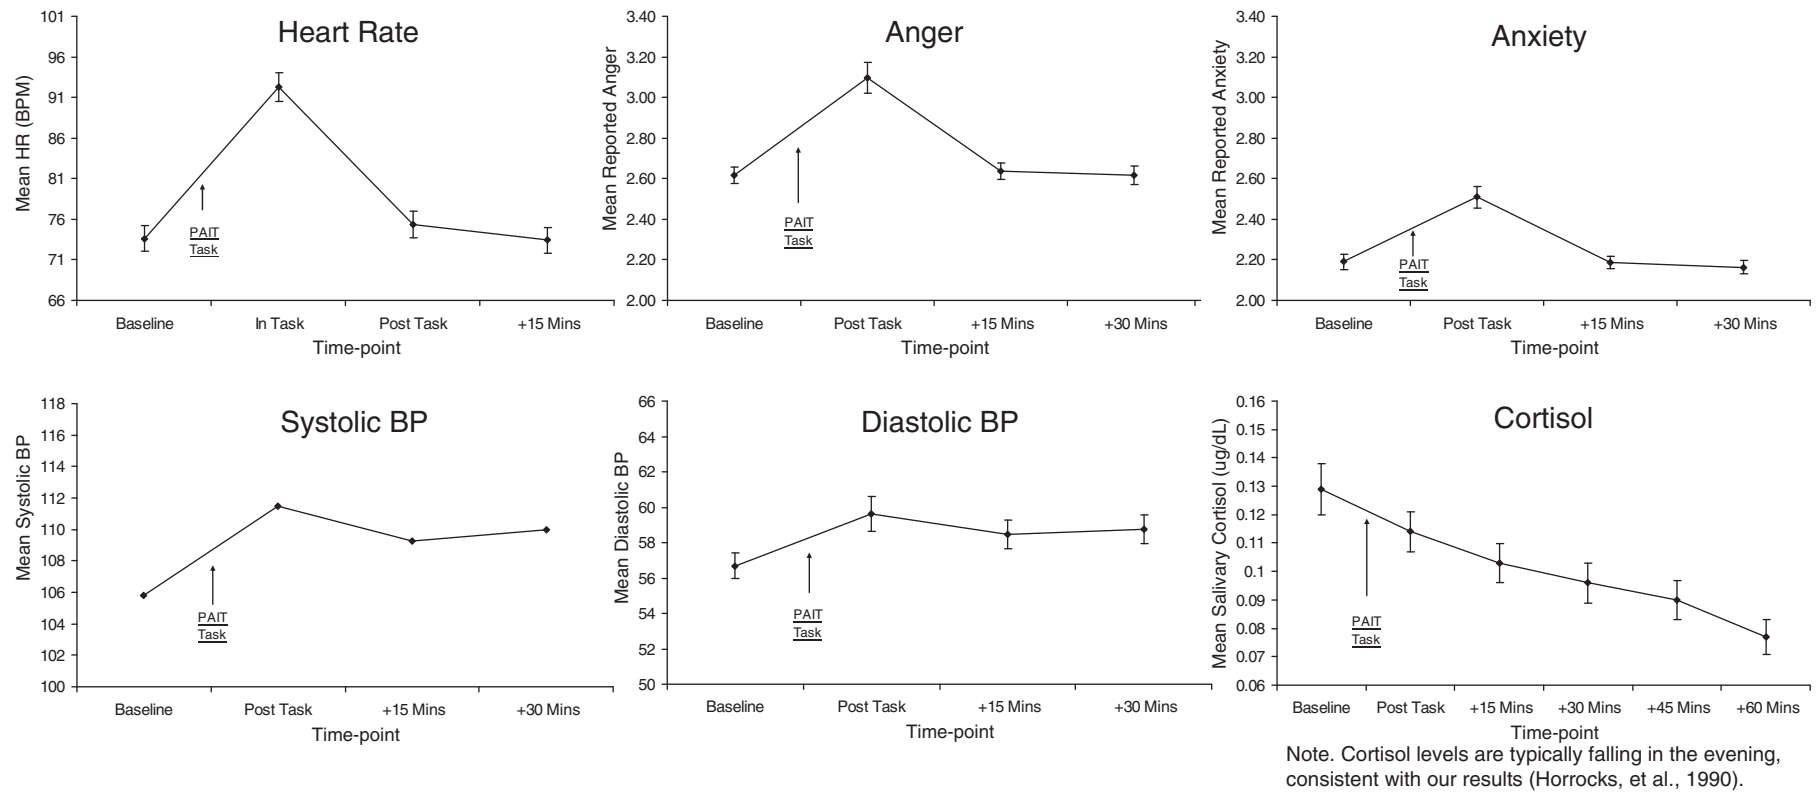 Heart Rate
Mean HR (BPM)
101
96
91
86
81
76
71
66
PAIT
Task
Baseline In Task Post Task +15 Mins
Time-point
Anger
Mean Reported Anger
3.40
3.20
3.00
2.80
2.60
2.40
2.20
2.00
PAIT
Task
Baseline Post Task +15 Mins +30 Mins
Time-point
Anxiety
Mean Reported Anxiety
3.40
3.20
3.00
2.80
2.60
2.40
2.20
2.00
PAIT
Task
Baseline Post Task +15 Mins +30 Mins
Time-point
Systolic BP
Mean Systolic BP
118
116
114
112
110
108
106
104
102
100
PAIT
Task
Baseline Post Task +15 Mins +30 Mins
Time-point
Diastolic BP
Mean Diastolic BP
66
64
62
60
58
56
54
52
50
PAIT
Task
Baseline Post Task +15 Mins +30 Mins
Time-point
Cortisol
Mean Salivary Cortisol (ug/dL)
0.16
0.15
0.14
0.13
0.12
0.11
0.1
0.09
0.08
0.07
0.06
PAIT
Task
Baseline Post Task +15 Mins +30 Mins +45 Mins +60 Mins
Time-point
Note. Cortisol levels are typically falling in the evening,
consistent with our results (Horrocks, et al., 1990).